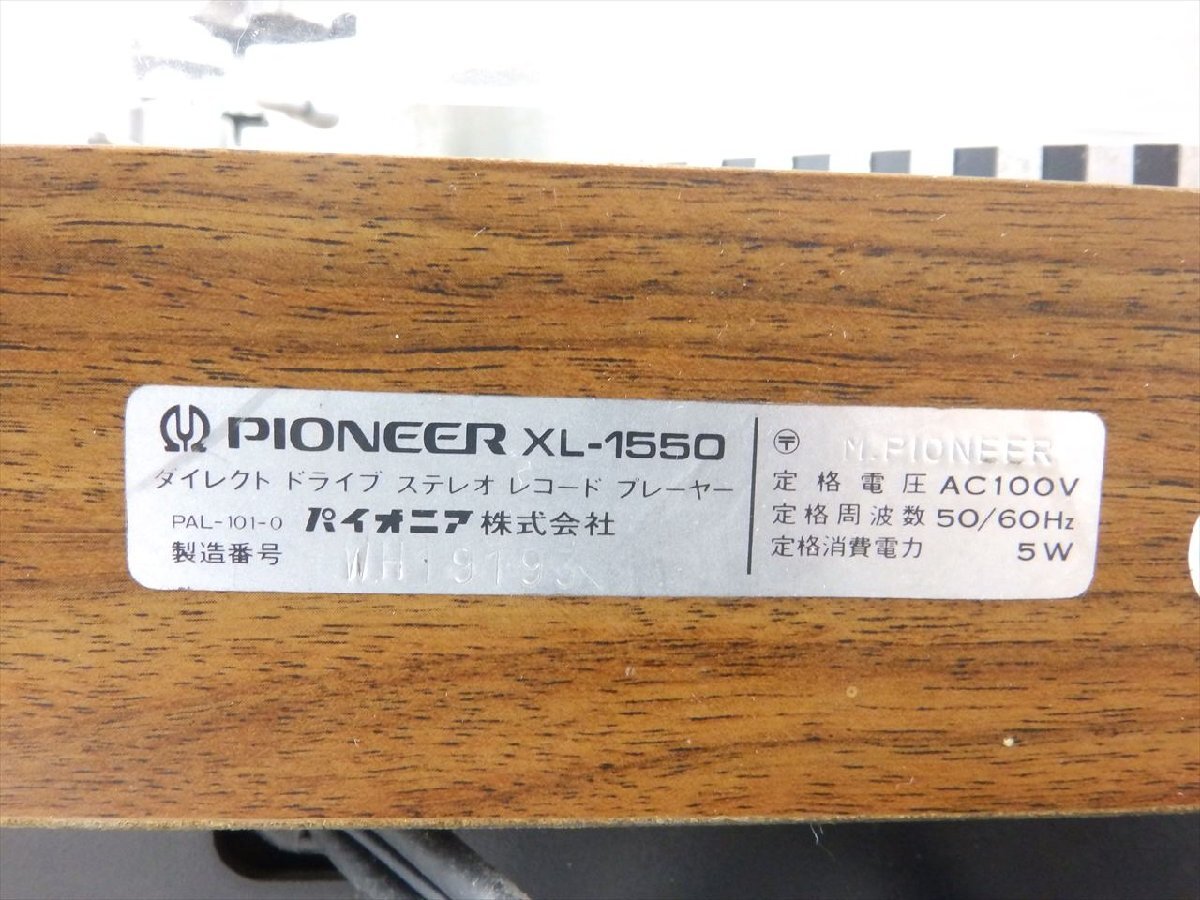 PIONEER XL-1550
ダイレクト ドライブ ステレオ レコード プレーヤー
PAL-101-0 パイオニア株式会社
製造番号 WH19193
〒 M.PIONEER
定格電圧 AC100V
定格周波数 50/60Hz
定格消費電力 5W